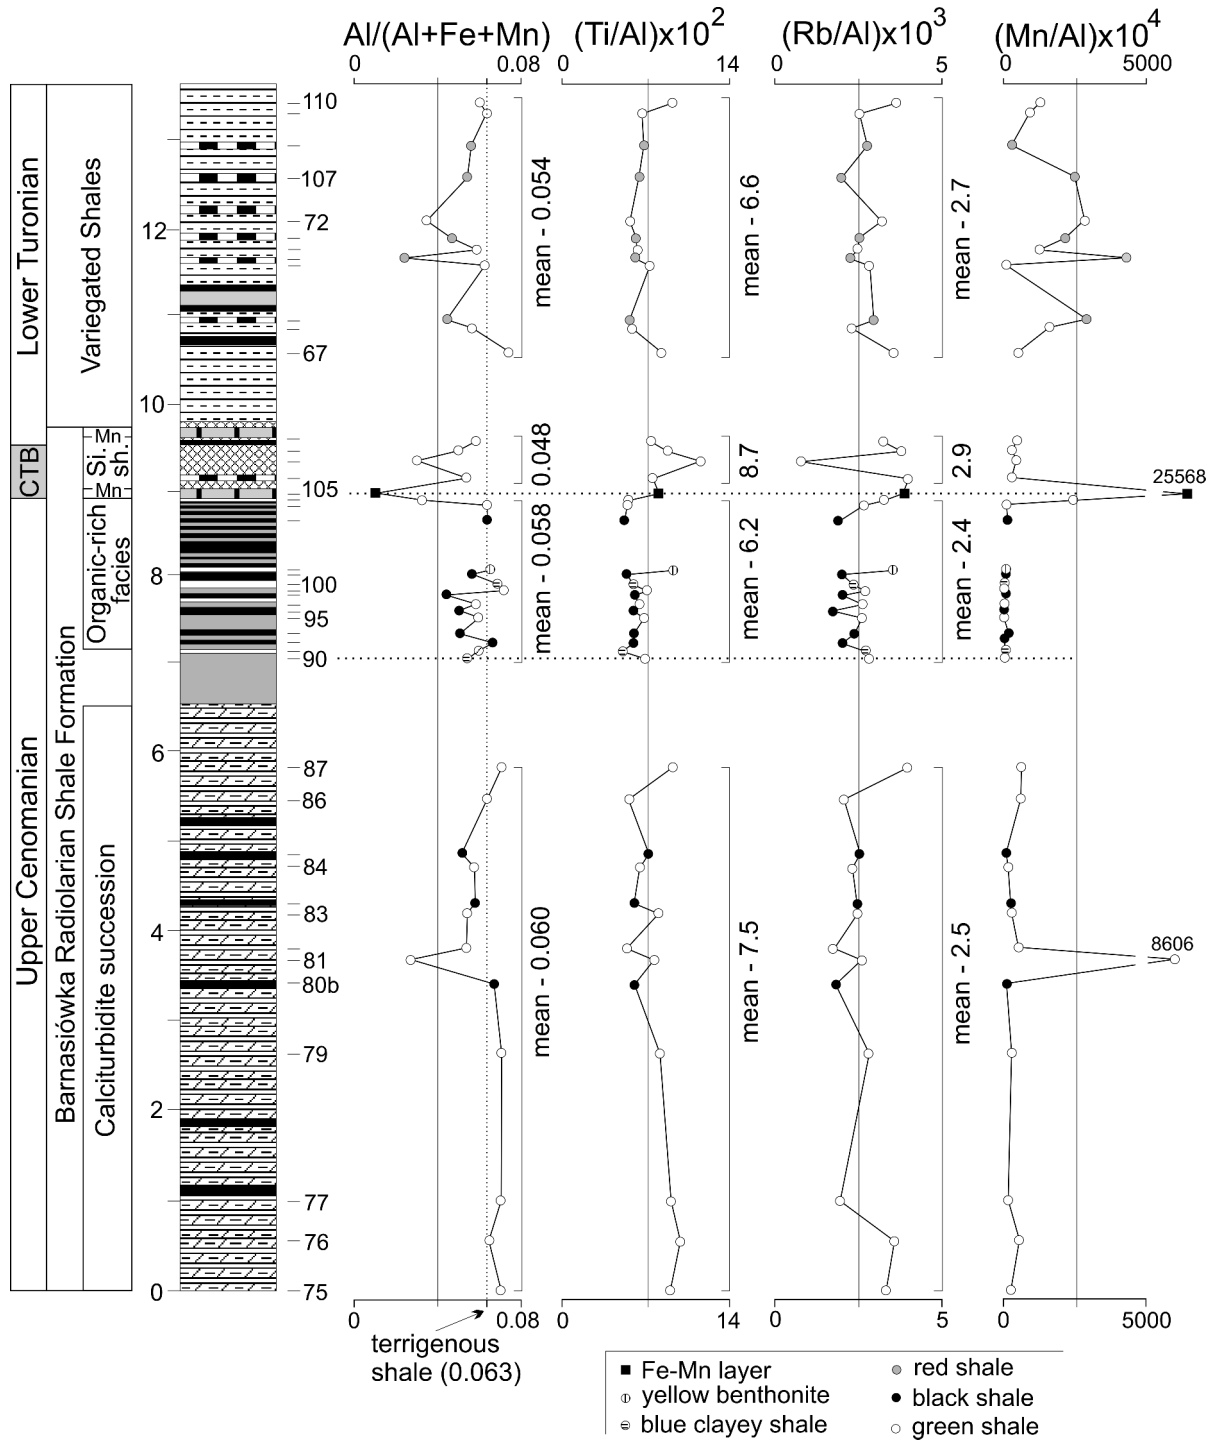 Al/(Al+Fe+Mn) (Ti/Al)x10² (Rb/Al)x10³ (Mn/Al)x10⁴
0 0.08 0 14 0 5 0 5000
Lower Turonian
Variegated Shales
CTB
Mn
Si. sh.
Mn
Organic-rich
facies
Upper Cenomanian
Barnasiówka Radiolarian Shale Formation
Calciturbidite succession
12
10
8
6
4
2
0
110
107
72
67
105
100
95
90
87
86
84
83
81
80b
79
77
76
75
mean - 0.054
mean - 6.6
mean - 2.7
0.048
8.7
2.9
25568
mean - 0.058
mean - 6.2
mean - 2.4
mean - 0.060
mean - 7.5
mean - 2.5
8606
0 0.08 0 14 0 5 0 5000
terrigenous
shale (0.063)
Fe-Mn layer
yellow benthonite
blue clayey shale
red shale
black shale
green shale